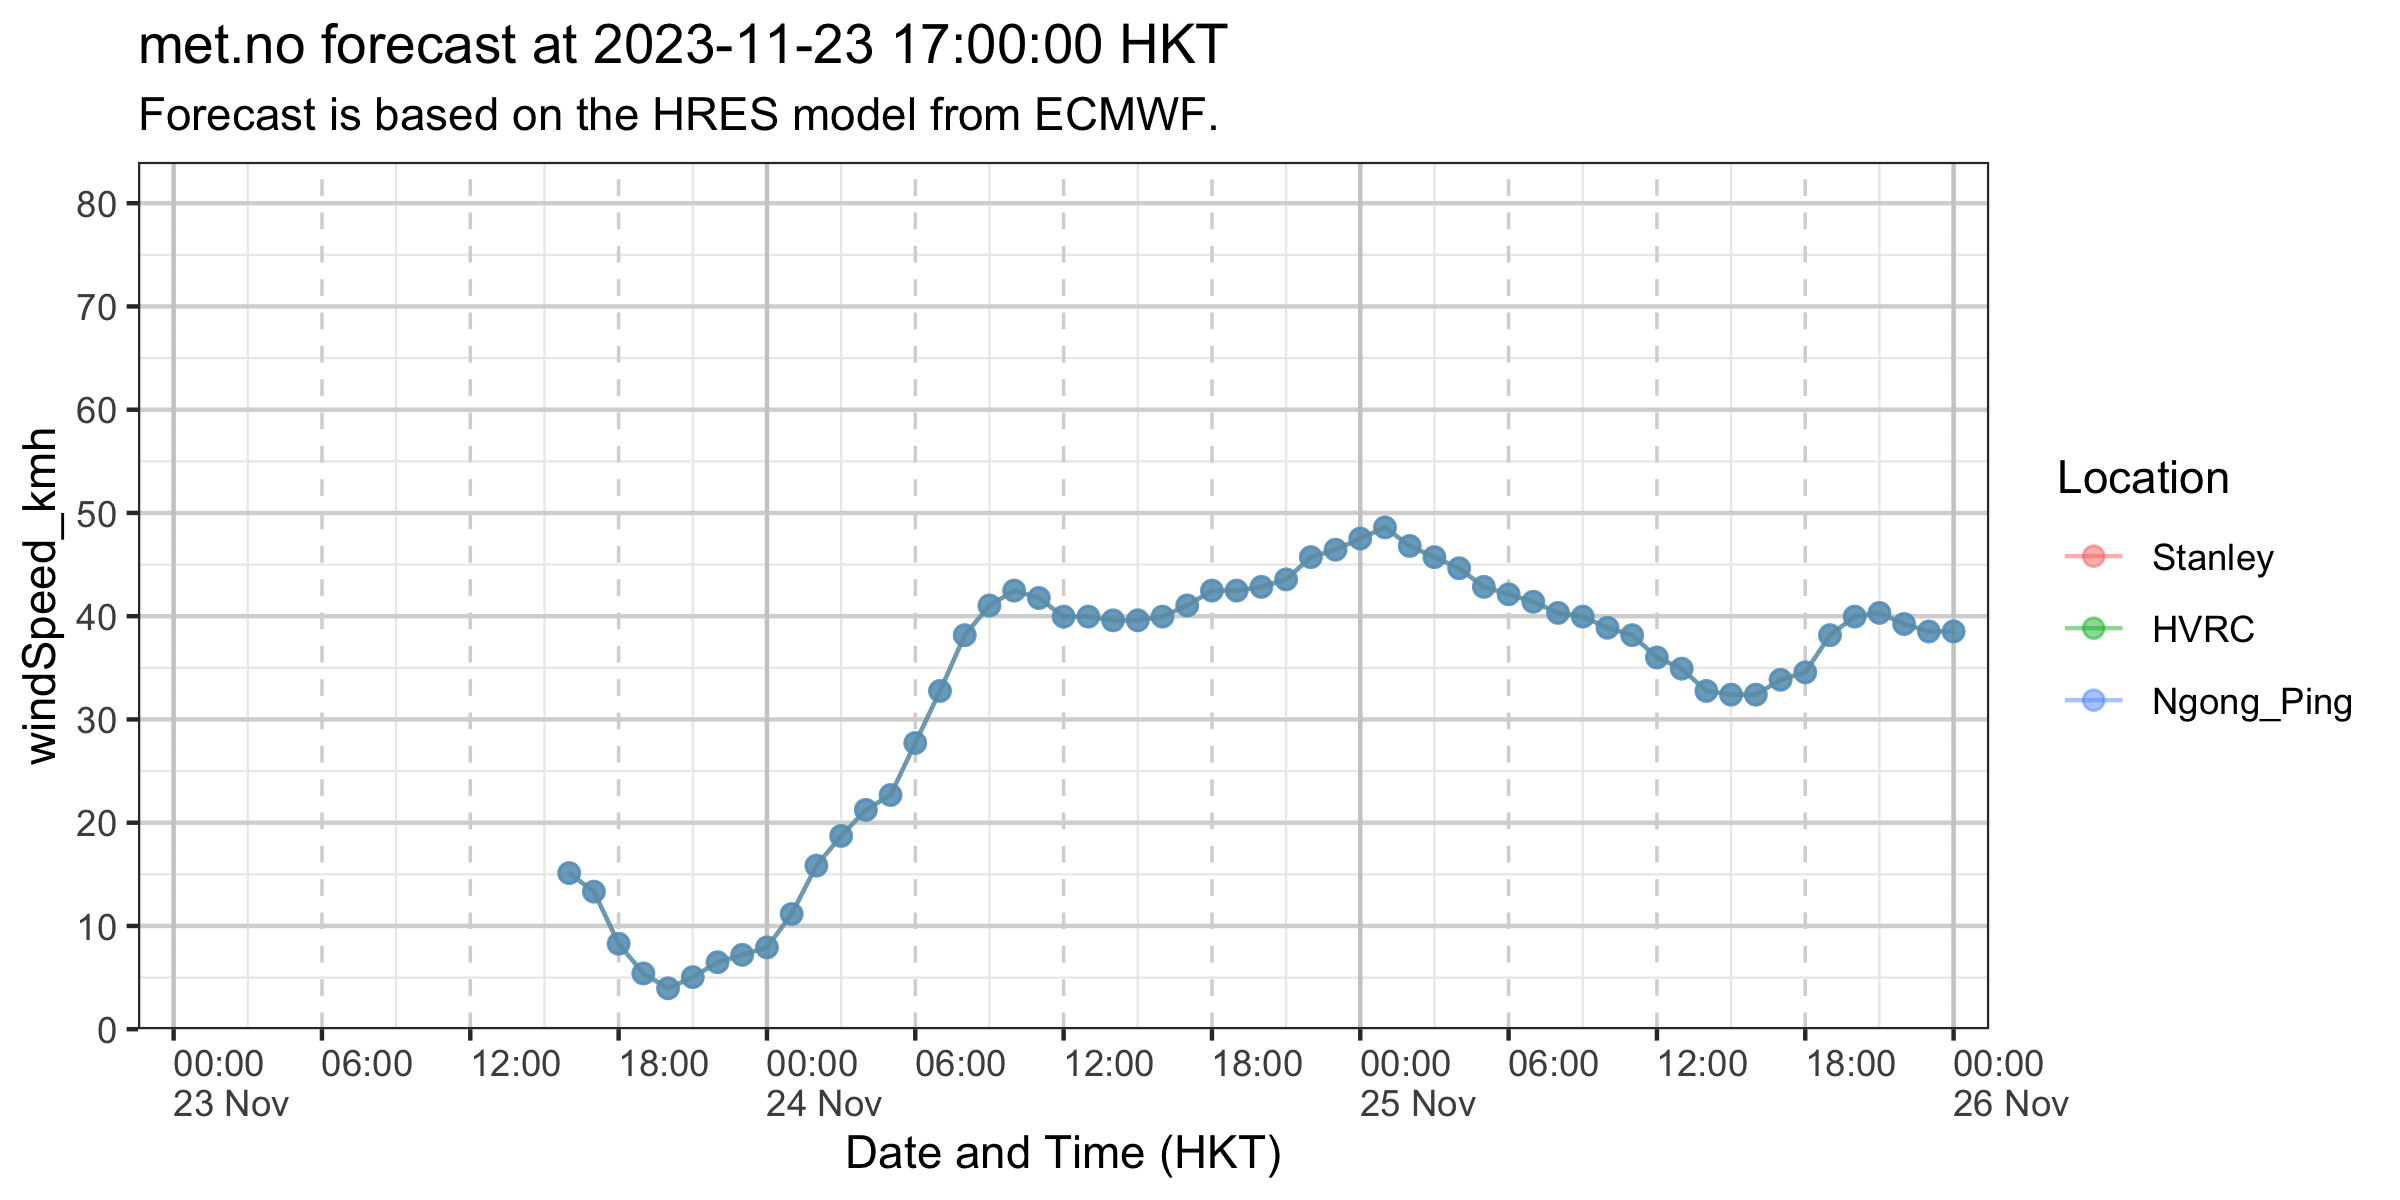 met.no forecast at 2023-11-23 17:00:00 HKT
Forecast is based on the HRES model from ECMWF.
windSpeed_kmh
80
70
60
50
40
30
20
10
0
00:00 06:00 12:00 18:00 00:00 06:00 12:00 18:00 00:00 06:00 12:00 18:00 00:00
23 Nov 24 Nov 25 Nov 26 Nov
Date and Time (HKT)
Location
Stanley
HVRC
Ngong_Ping